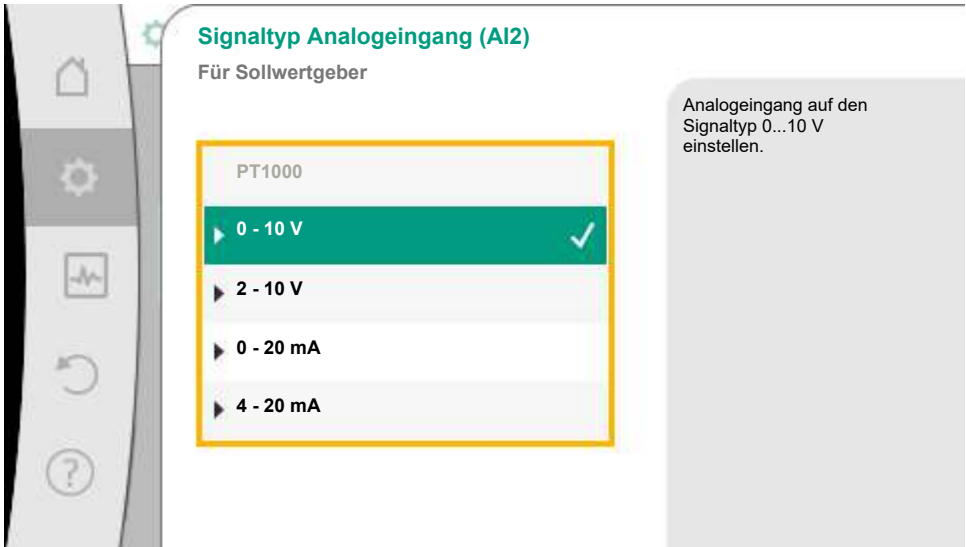 Signaltyp Analogeingang (AI2)
Für Sollwertgeber
PT1000
0 - 10 V
2 - 10 V
0 - 20 mA
4 - 20 mA
Analogeingang auf den
Signaltyp 0...10 V
einstellen.
?